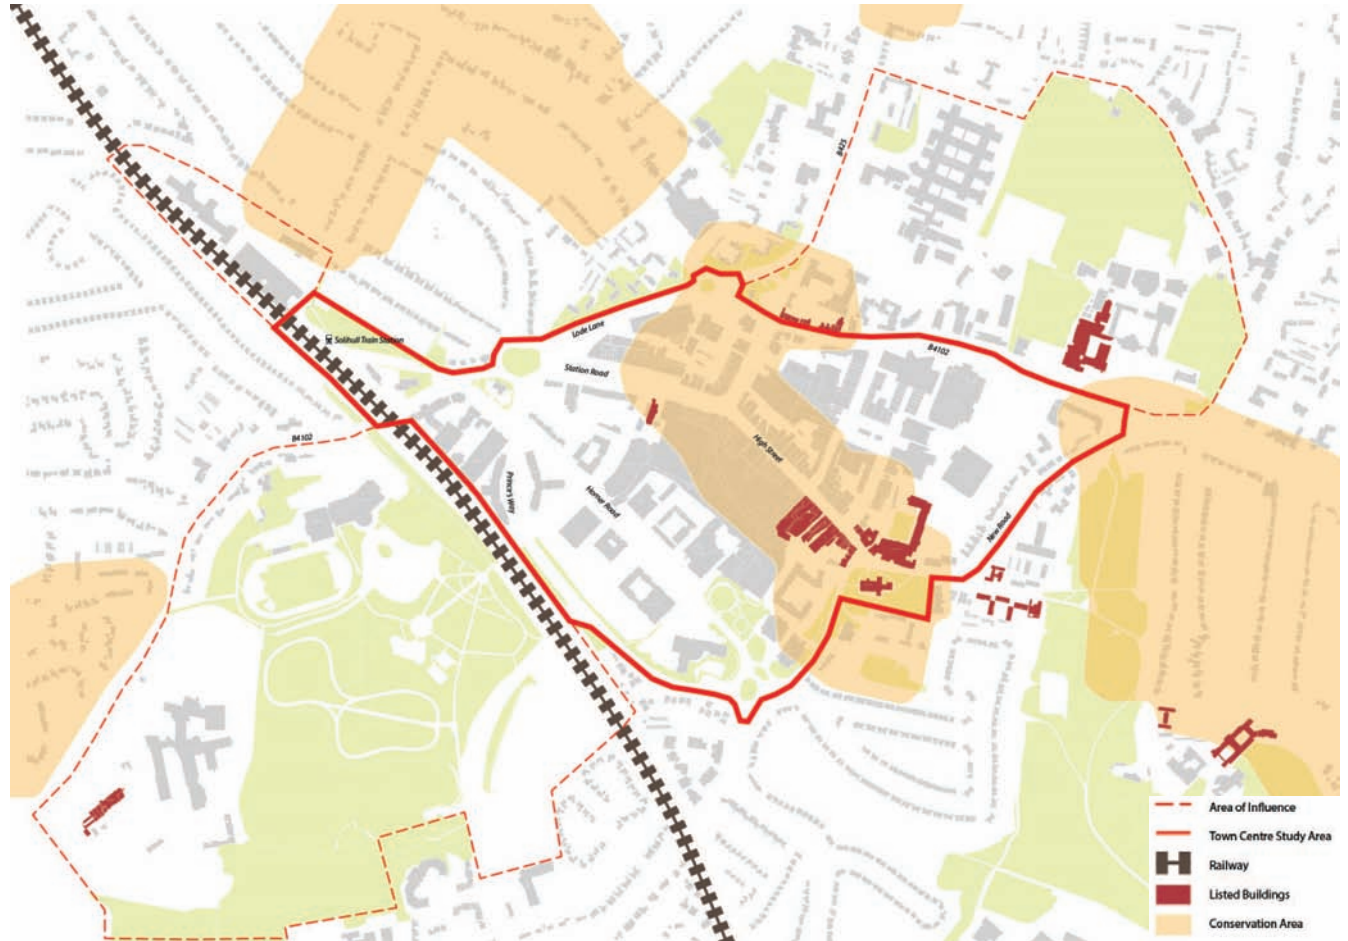 B425
Solihull Train Station
Lode Lane
Station Road
B4102
B4102
High Street
Princes Way
Homer Road
New Road
Area of Influence
Town Centre Study Area
Railway
Listed Buildings
Conservation Area